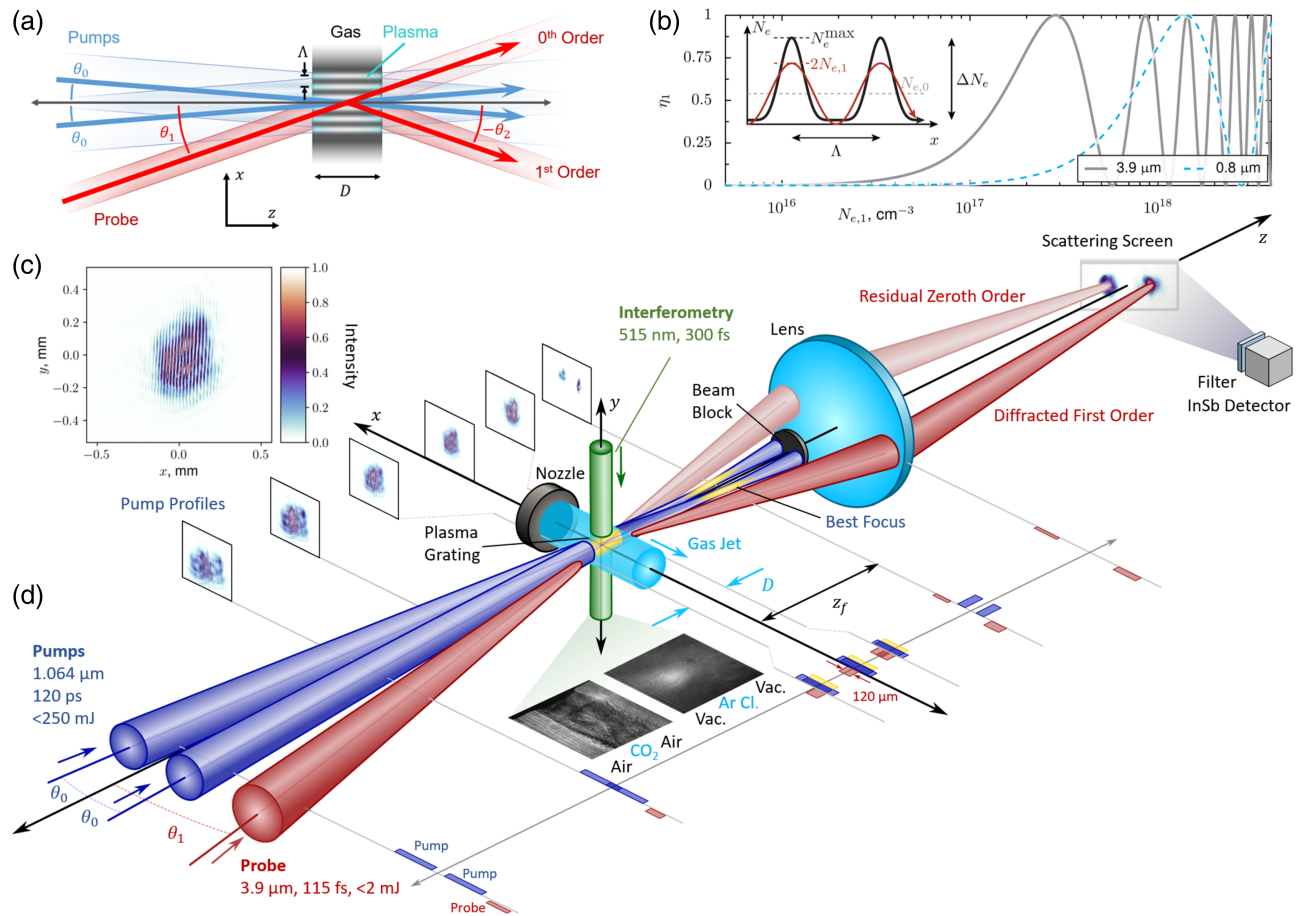 (a)
Gas
Plasma
Pumps
Λ
0th Order
θ0
θ0
θ1
−θ2
1st Order
D
x
z
Probe
(b)
1
0.75
0.5
0.25
0
η1
Ne
Nemax
2Ne,1
Ne,0
ΔNe
Λ
x
3.9 μm
0.8 μm
10^16
10^17
10^18
Ne,1, cm−3
(c)
0.4
0.2
0.0
−0.2
−0.4
y, mm
−0.5
0.0
0.5
x, mm
1.0
0.8
0.6
0.4
0.2
0.0
Intensity
Pump Profiles
Interferometry
515 nm, 300 fs
Scattering Screen
z
Residual Zeroth Order
Lens
Beam
Block
Filter
InSb Detector
Diffracted First Order
x
y
Nozzle
Plasma
Grating
Best Focus
Gas Jet
D
zf
(d)
Pumps
1.064 μm
120 ps
<250 mJ
θ0
θ0
θ1
Probe
3.9 μm, 115 fs, <2 mJ
Vac.
Ar Cl.
Vac.
Air
CO2
Air
120 μm
Pump
Pump
Probe